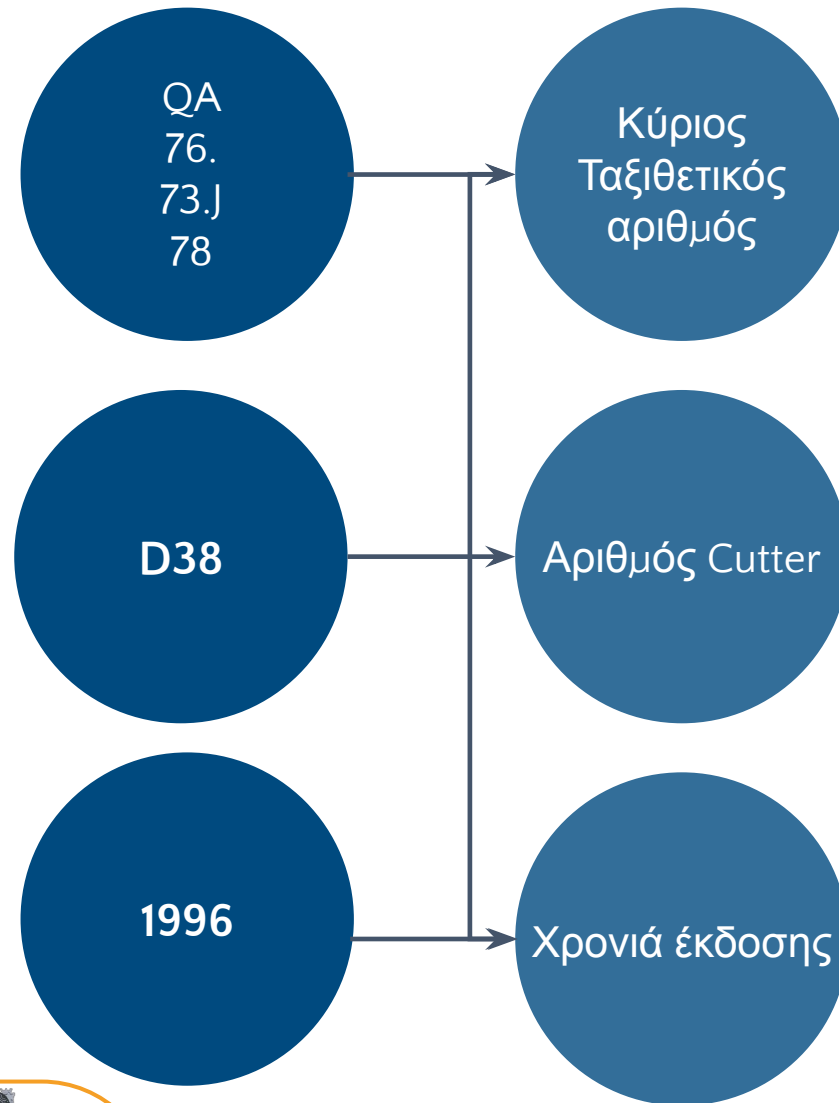 QA
76.
73.J
78
Κύριος
Ταξιθετικός
αριθμός
D38
Αριθμός Cutter
1996
Χρονιά έκδοσης